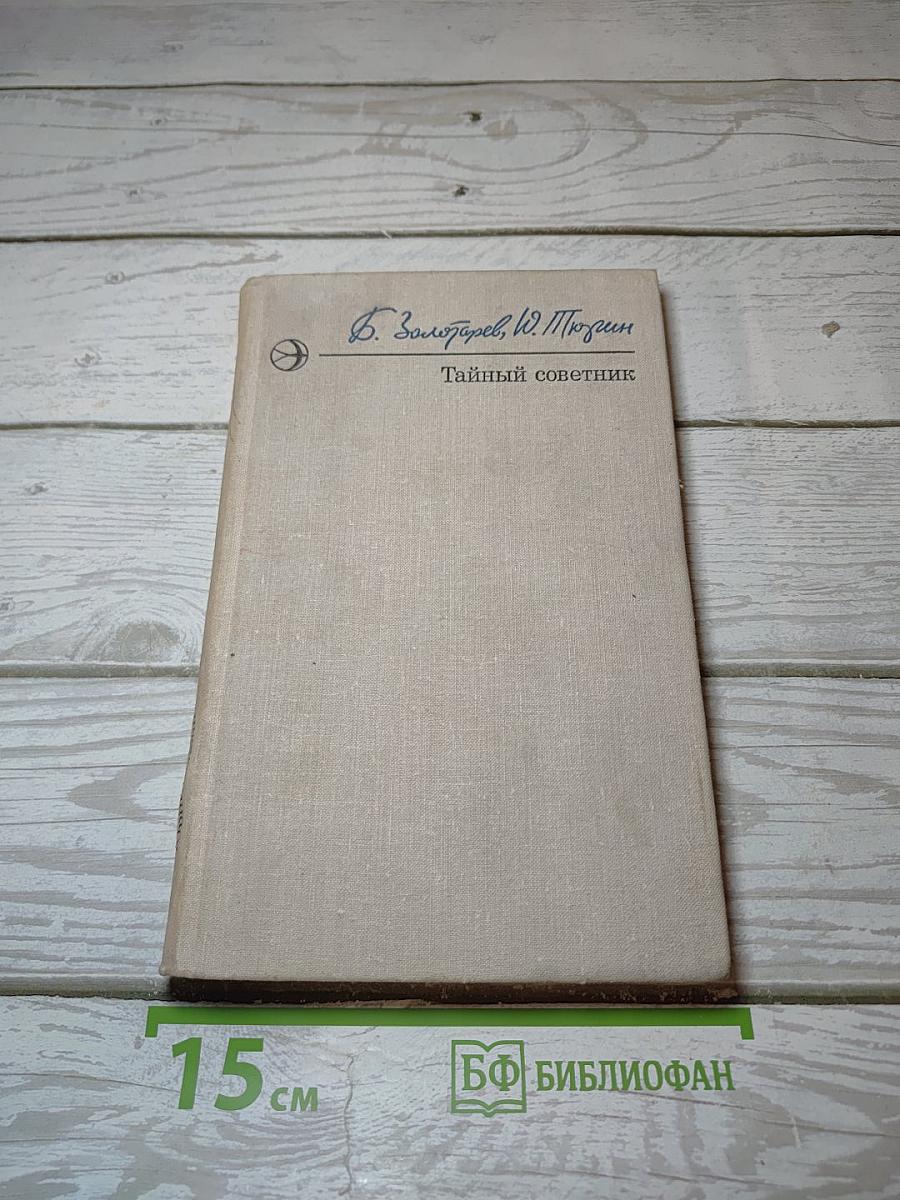 Б. Золотарев, Ю. Тюрин
Тайный советник
15 см
БФ БИБЛИОФАН